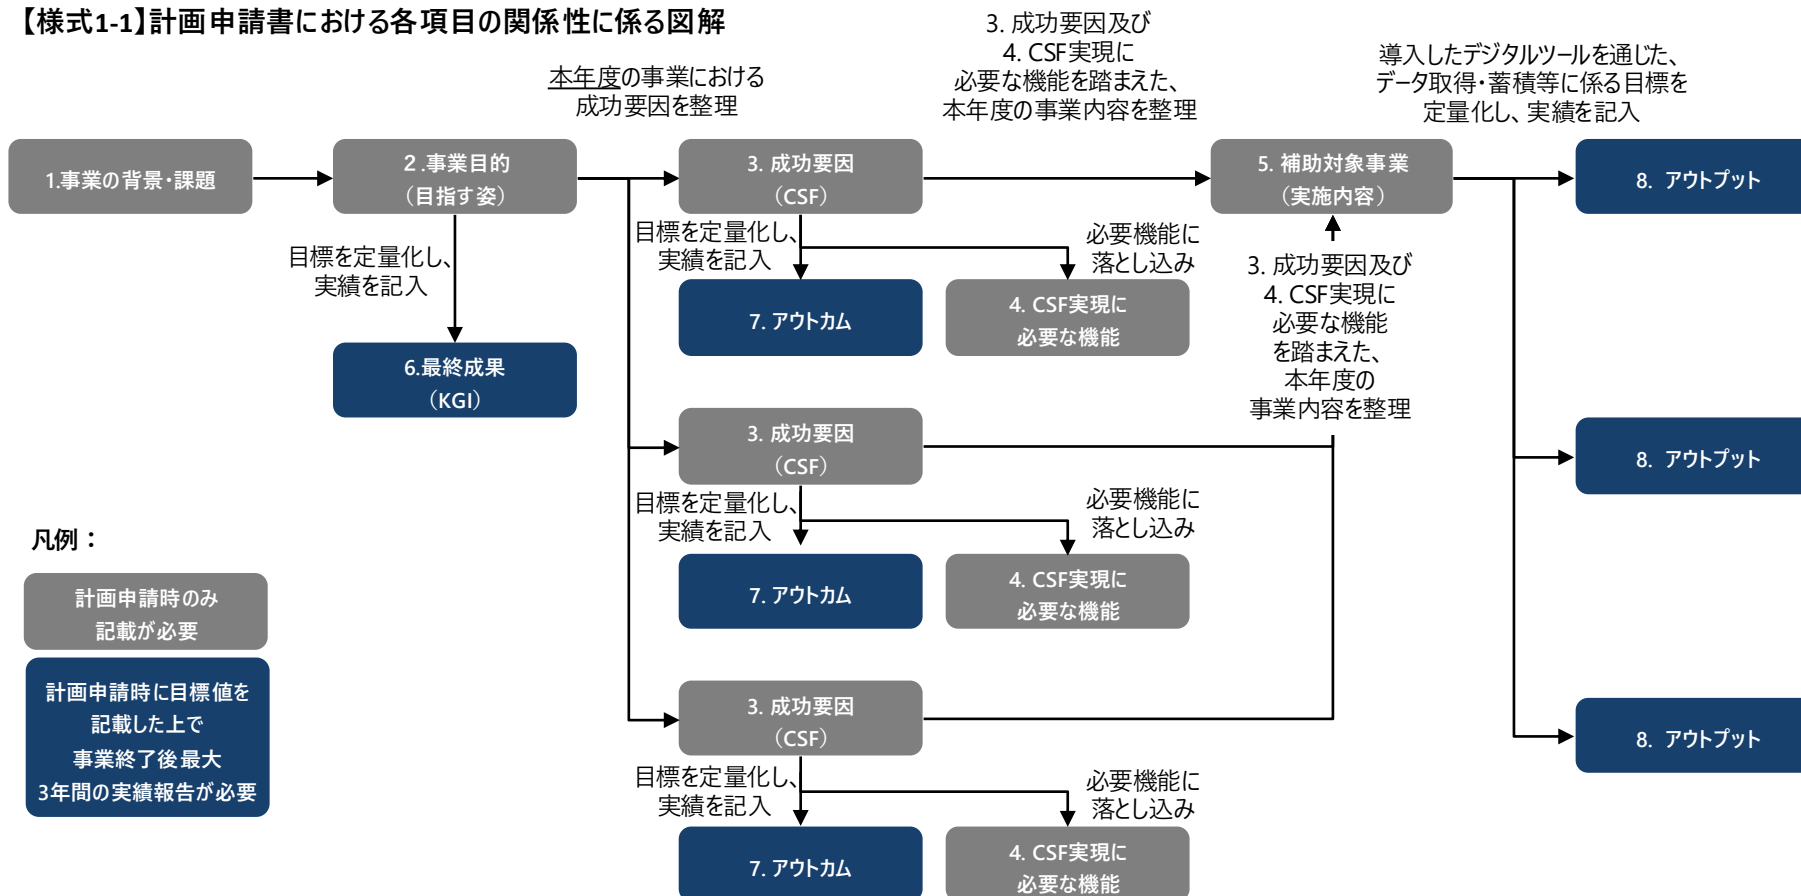 【様式1-1】計画申請書における各項目の関係性に係る図解
本年度の事業における
成功要因を整理
3. 成功要因及び
4. CSF実現に
必要な機能を踏まえた、
本年度の事業内容を整理
導入したデジタルツールを通じた、
データ取得・蓄積等に係る目標を
定量化し、実績を記入
1.事業の背景・課題
２.事業目的
（目指す姿）
3. 成功要因
（CSF）
5. 補助対象事業
（実施内容）
8. アウトプット
目標を定量化し、
実績を記入
6.最終成果
（KGI）
目標を定量化し、
実績を記入
必要機能に
落とし込み
7. アウトカム
4. CSF実現に
必要な機能
3. 成功要因及び
4. CSF実現に
必要な機能
を踏まえた、
本年度の
事業内容を整理
3. 成功要因
（CSF）
8. アウトプット
目標を定量化し、
実績を記入
必要機能に
落とし込み
7. アウトカム
4. CSF実現に
必要な機能
3. 成功要因
（CSF）
8. アウトプット
目標を定量化し、
実績を記入
必要機能に
落とし込み
7. アウトカム
4. CSF実現に
必要な機能
凡例：
計画申請時のみ
記載が必要
計画申請時に目標値を
記載した上で
事業終了後最大
3年間の実績報告が必要